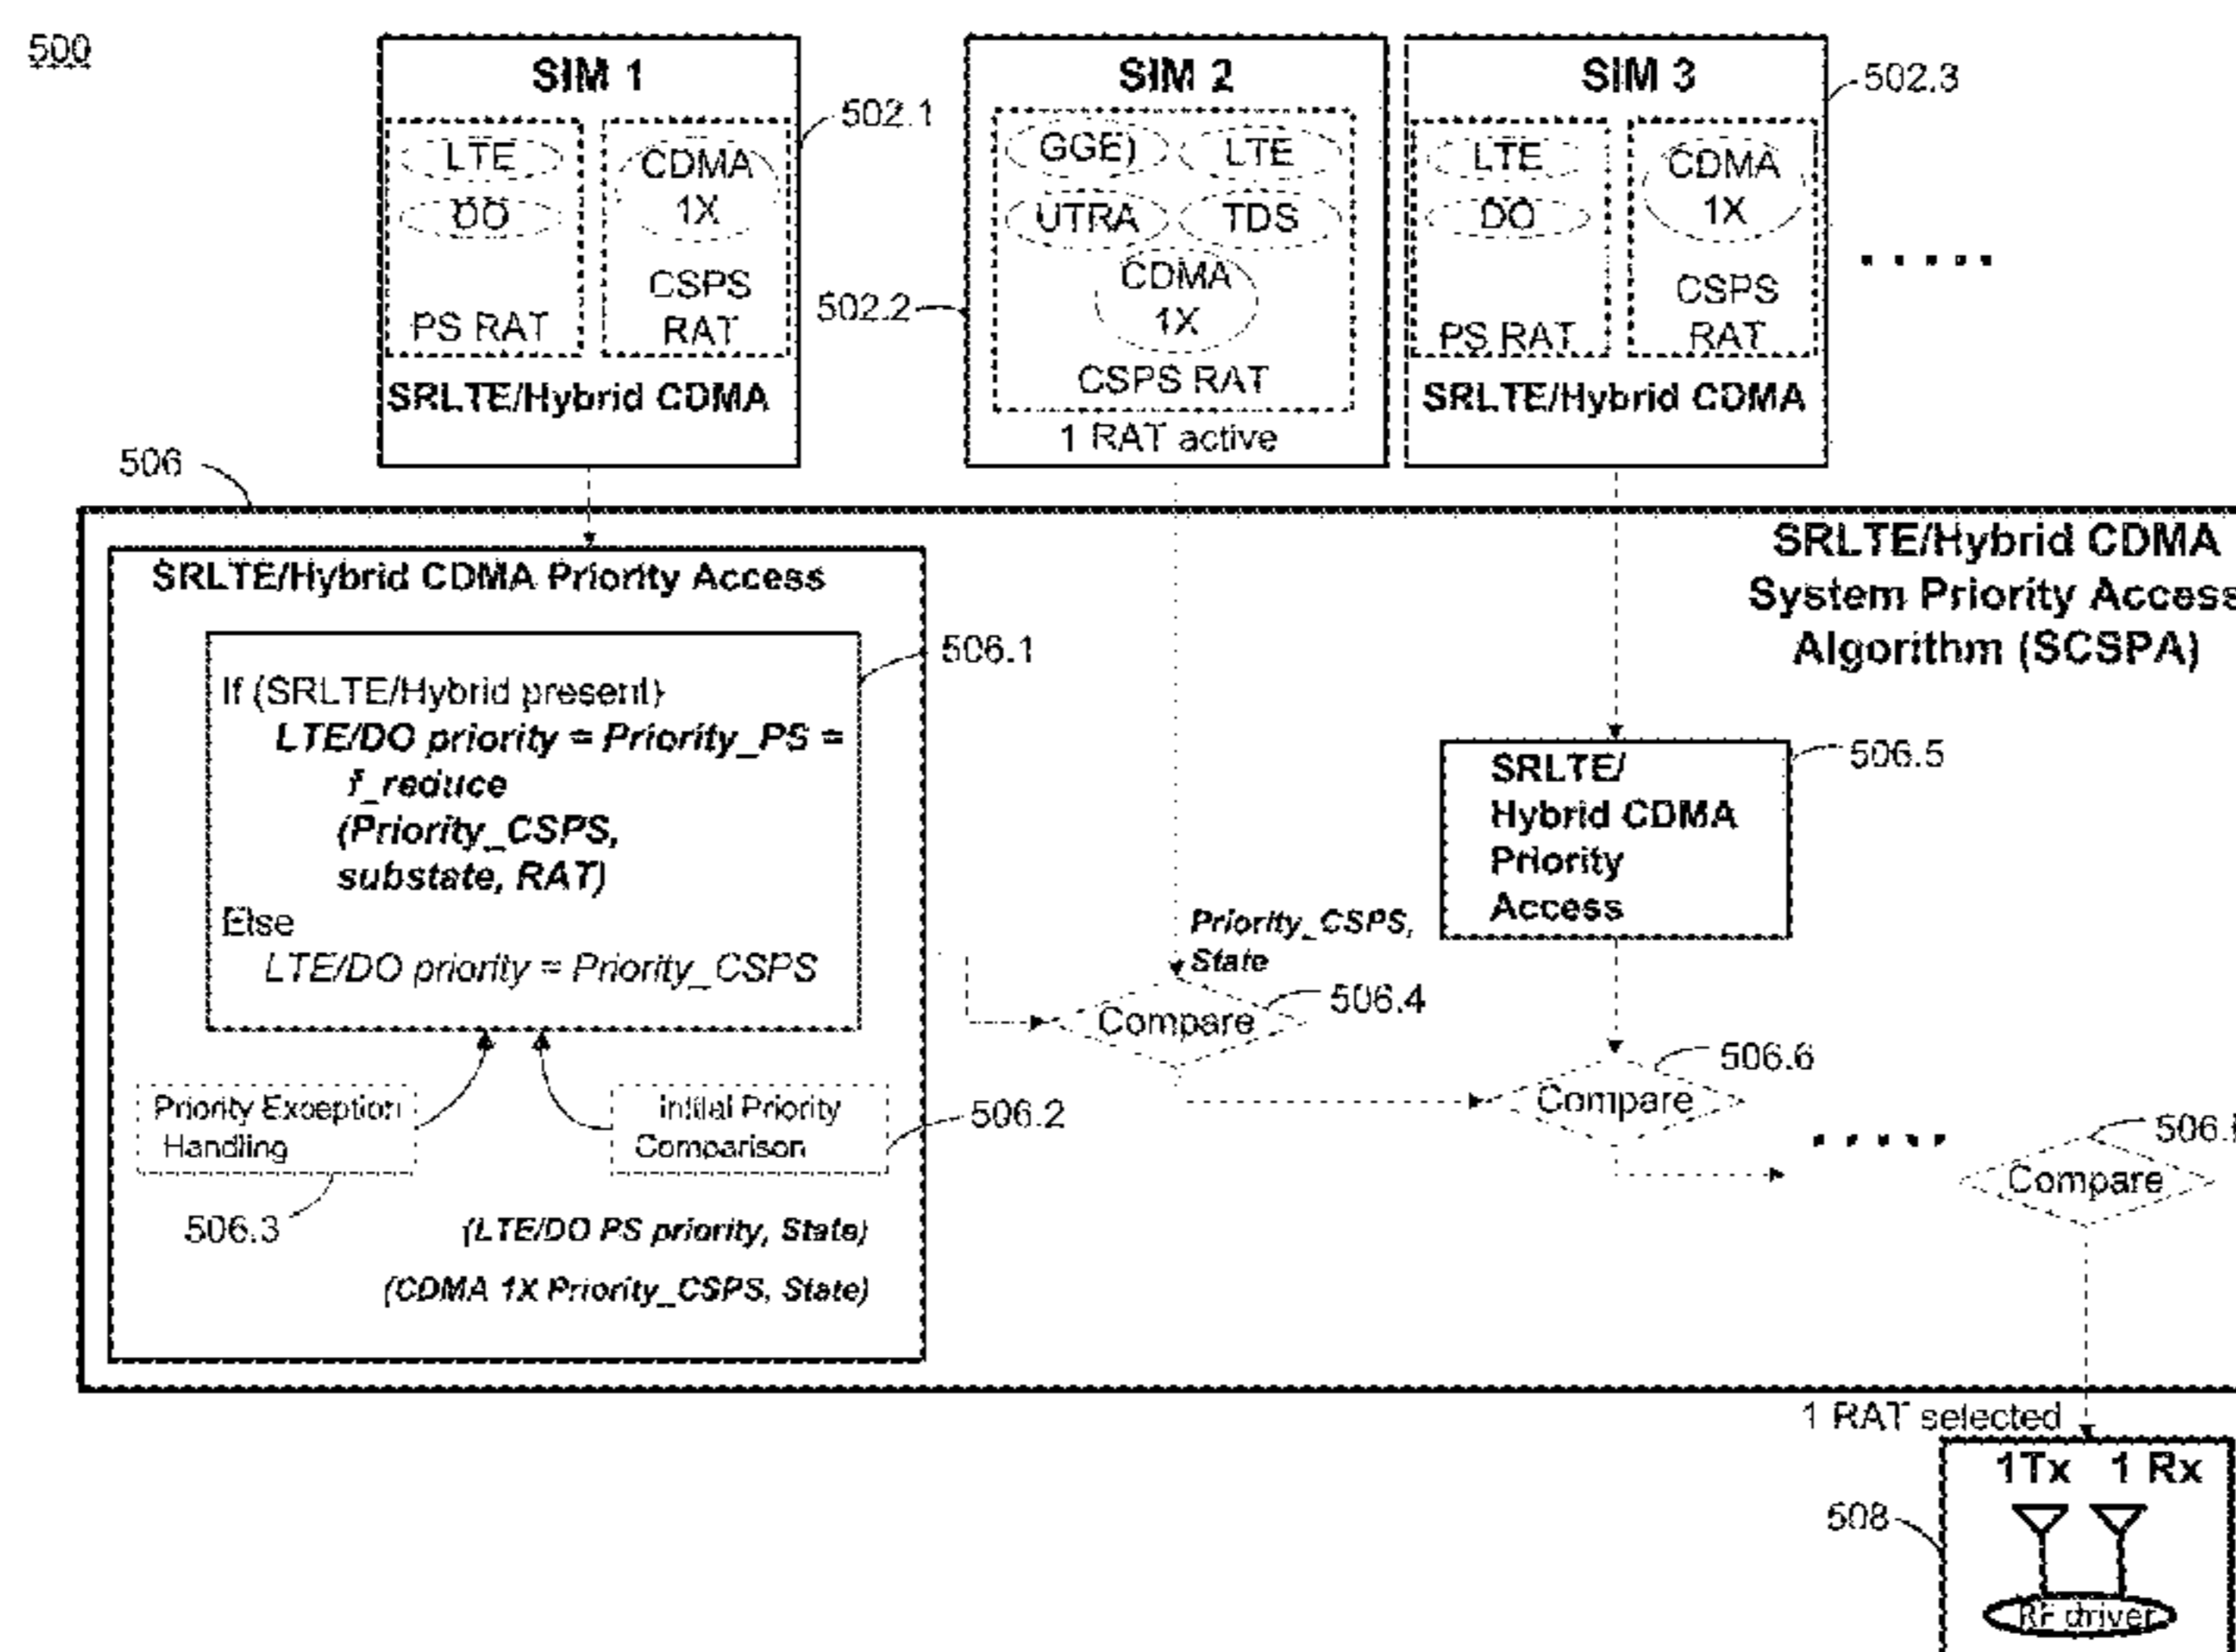 500
SIM 1
LTE
DO
PS RAT
CDMA
1X
CSPS
RAT
SRLTE/Hybrid CDMA
502.1
SIM 2
GGE)
LTE
UTRA
TDS
CDMA
1X
CSPS RAT
1 RAT active
502.2
SIM 3
LTE
DO
PS RAT
CDMA
1X
CSPS
RAT
SRLTE/Hybrid CDMA
502.3
506
SRLTE/Hybrid CDMA
System Priority Access
Algorithm (SCSPA)
SRLTE/Hybrid CDMA Priority Access
If (SRLTE/Hybrid present)
LTE/DO priority = Priority_PS =
f_reduce
(Priority_CSPS,
substate, RAT)
Else
LTE/DO priority = Priority_CSPS
506.1
Priority Exception
Handling
506.3
Initial Priority
Comparison
506.2
(LTE/DO PS priority, State)
(CDMA 1X Priority_CSPS, State)
Priority_CSPS,
State
Compare
506.4
SRLTE/
Hybrid CDMA
Priority
Access
506.5
Compare
506.6
Compare
1 RAT selected
1Tx 1 Rx
508
RF driver